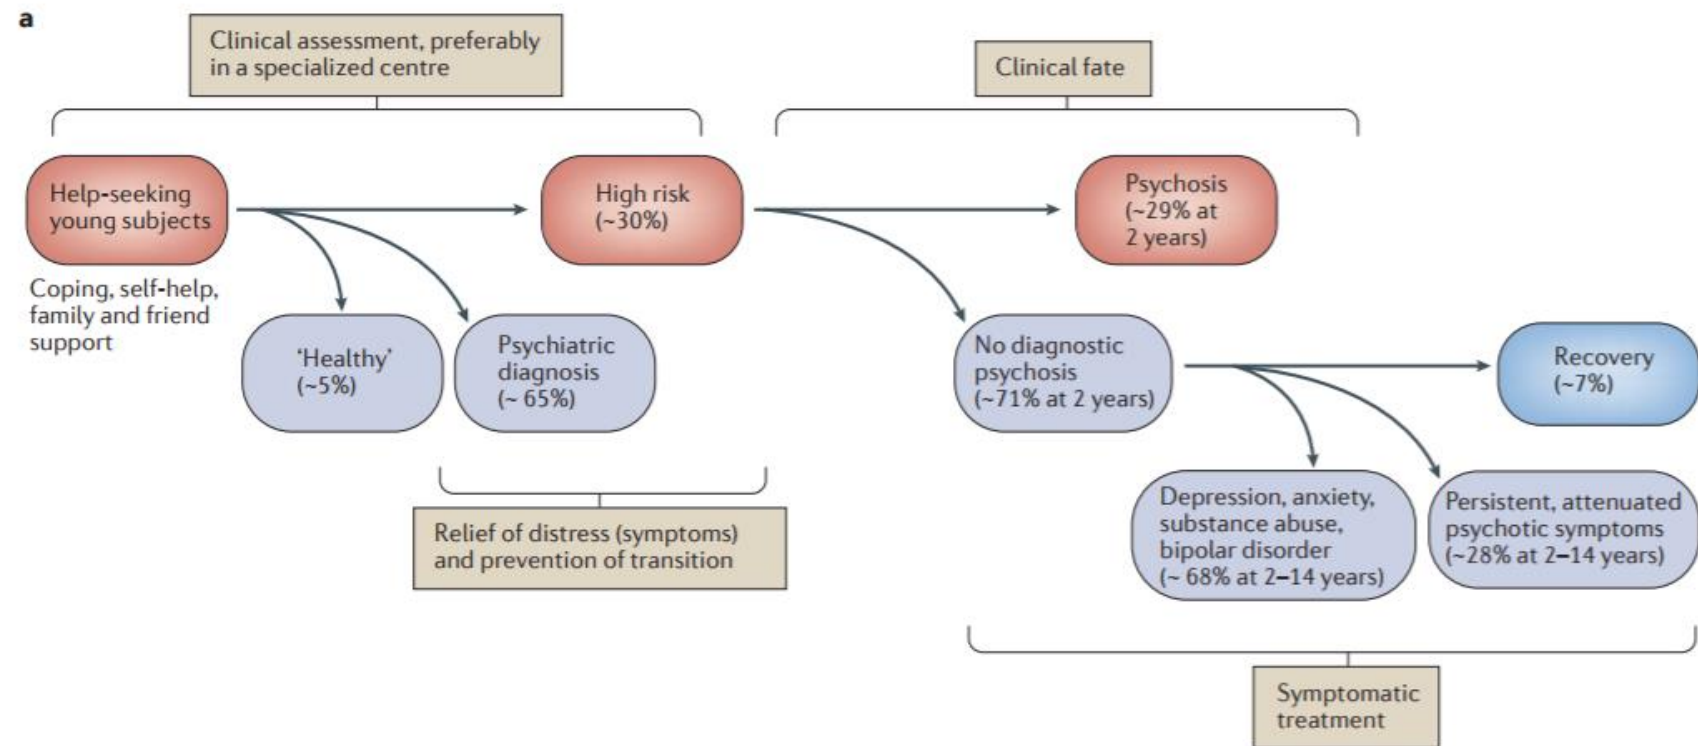 a
Clinical assessment, preferably
in a specialized centre
Clinical fate
Help-seeking
young subjects
High risk
(~30%)
Psychosis
(~29% at
2 years)
Coping, self-help,
family and friend
support
‘Healthy’
(~5%)
Psychiatric
diagnosis
(~ 65%)
No diagnostic
psychosis
(~71% at 2 years)
Recovery
(~7%)
Relief of distress (symptoms)
and prevention of transition
Depression, anxiety,
substance abuse,
bipolar disorder
(~ 68% at 2–14 years)
Persistent, attenuated
psychotic symptoms
(~28% at 2–14 years)
Symptomatic
treatment